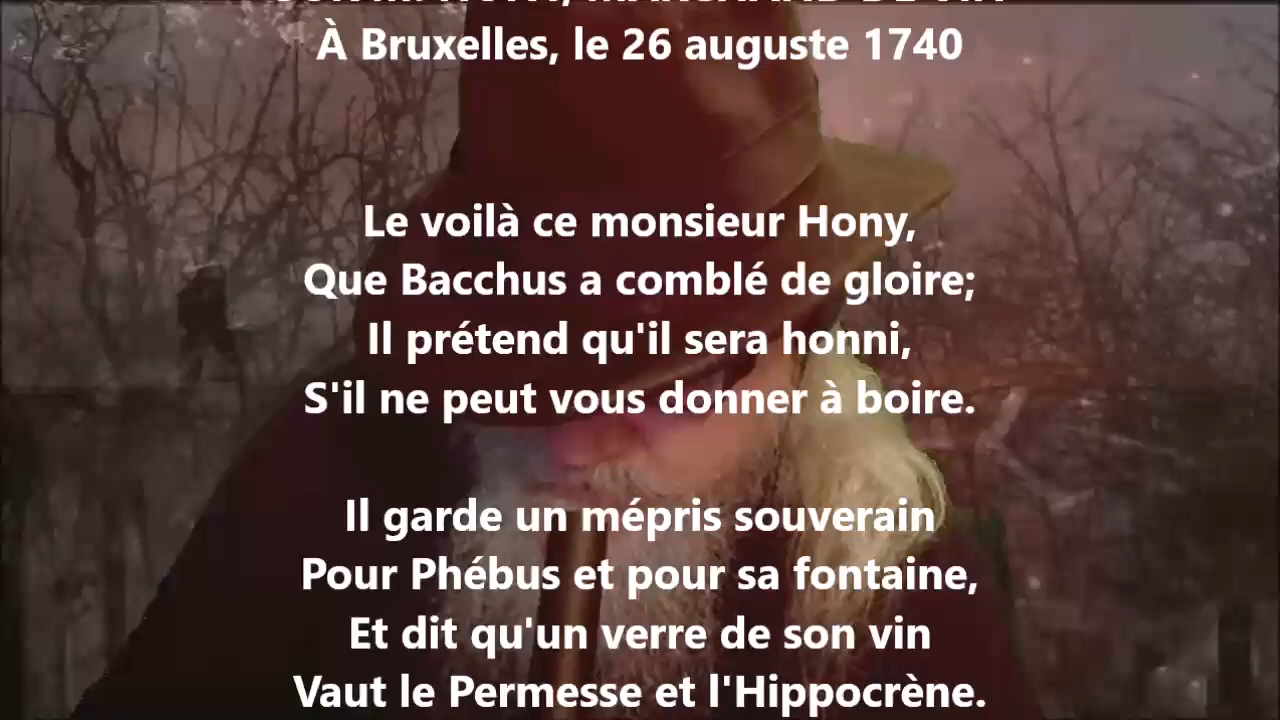 À Bruxelles, le 26 auguste 1740
Le voilà ce monsieur Hony,
Que Bacchus a comblé de gloire;
Il prétend qu'il sera honni,
S'il ne peut vous donner à boire.
Il garde un mépris souverain
Pour Phébus et pour sa fontaine,
Et dit qu'un verre de son vin
Vaut le Permesse et l'Hippocrène.